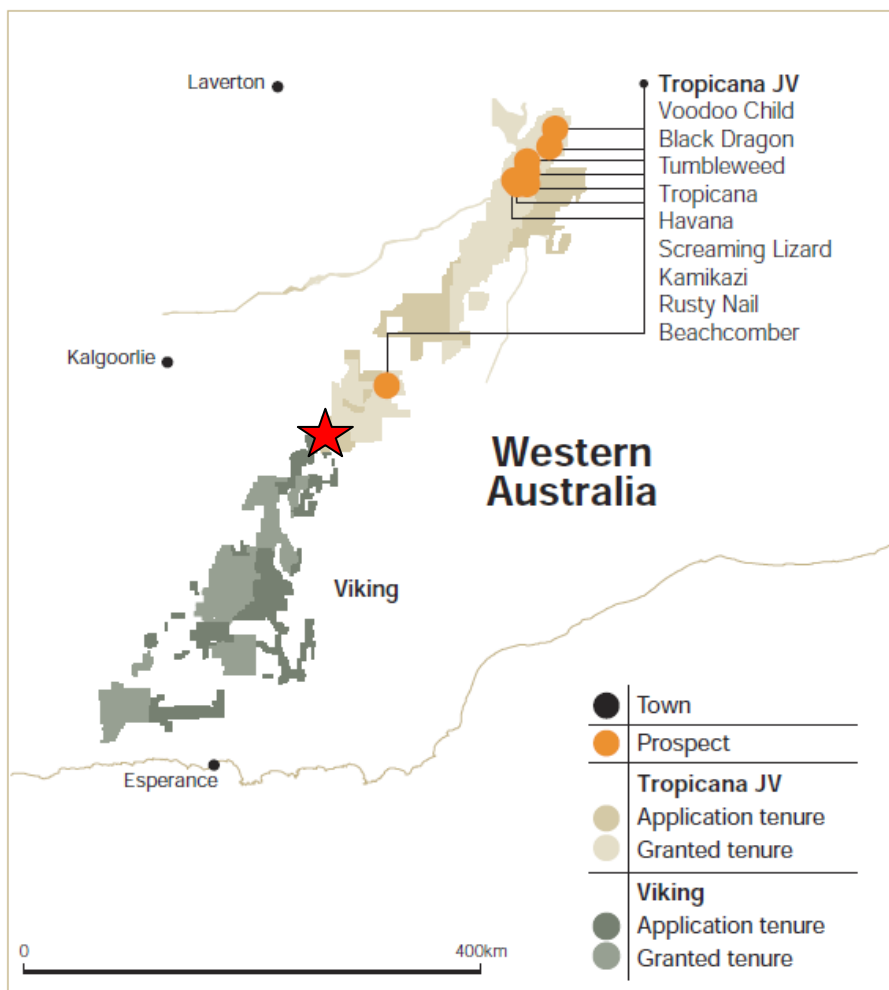 Laverton
Tropicana JV
Voodoo Child
Black Dragon
Tumbleweed
Tropicana
Havana
Screaming Lizard
Kamikazi
Rusty Nail
Beachcomber
Kalgoorlie
Western
Australia
Viking
Esperance
Town
Prospect
Tropicana JV
Application tenure
Granted tenure
Viking
Application tenure
Granted tenure
0
400km